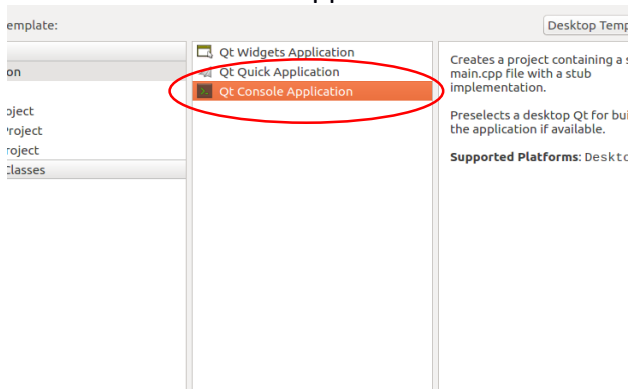 emplate:
Desktop Temp
on
oject
Project
roject
Classes
Qt Widgets Application
Qt Quick Application
Qt Console Application
Creates a project containing a s
main.cpp file with a stub
implementation.
Preselects a desktop Qt for bui
the application if available.
Supported Platforms: Deskto